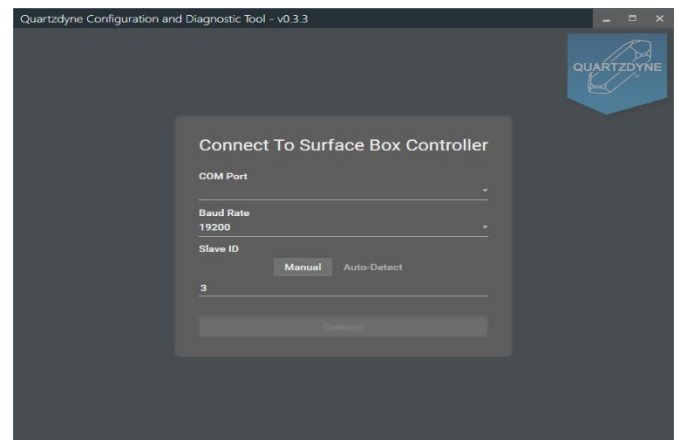 Quartzdyne Configuration and Diagnostic Tool - v0.3.3
QUARTZDYNE
Connect To Surface Box Controller
COM Port
Baud Rate
19200
Slave ID
Manual Auto-Detect
3
Connect